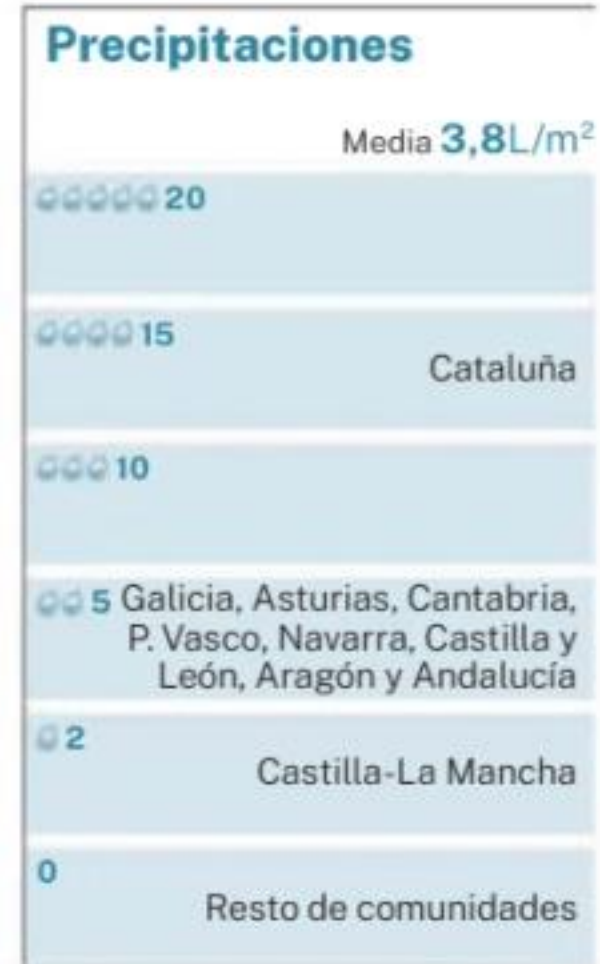 Precipitaciones
Media 3,8L/m²
20
15
Cataluña
10
5 Galicia, Asturias, Cantabria,
P. Vasco, Navarra, Castilla y
León, Aragón y Andalucía
2
Castilla-La Mancha
0
Resto de comunidades